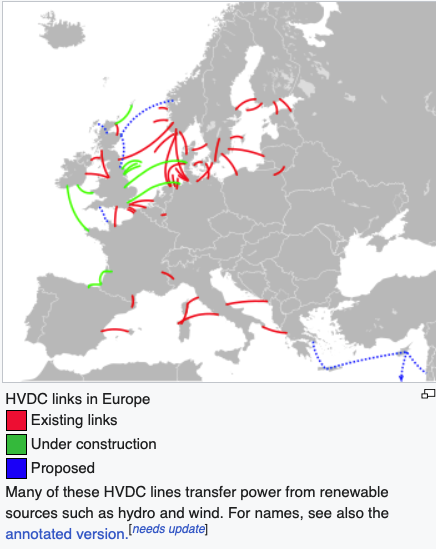 HVDC links in Europe
Existing links
Under construction
Proposed
Many of these HVDC lines transfer power from renewable
sources such as hydro and wind. For names, see also the
annotated version.[needs update]